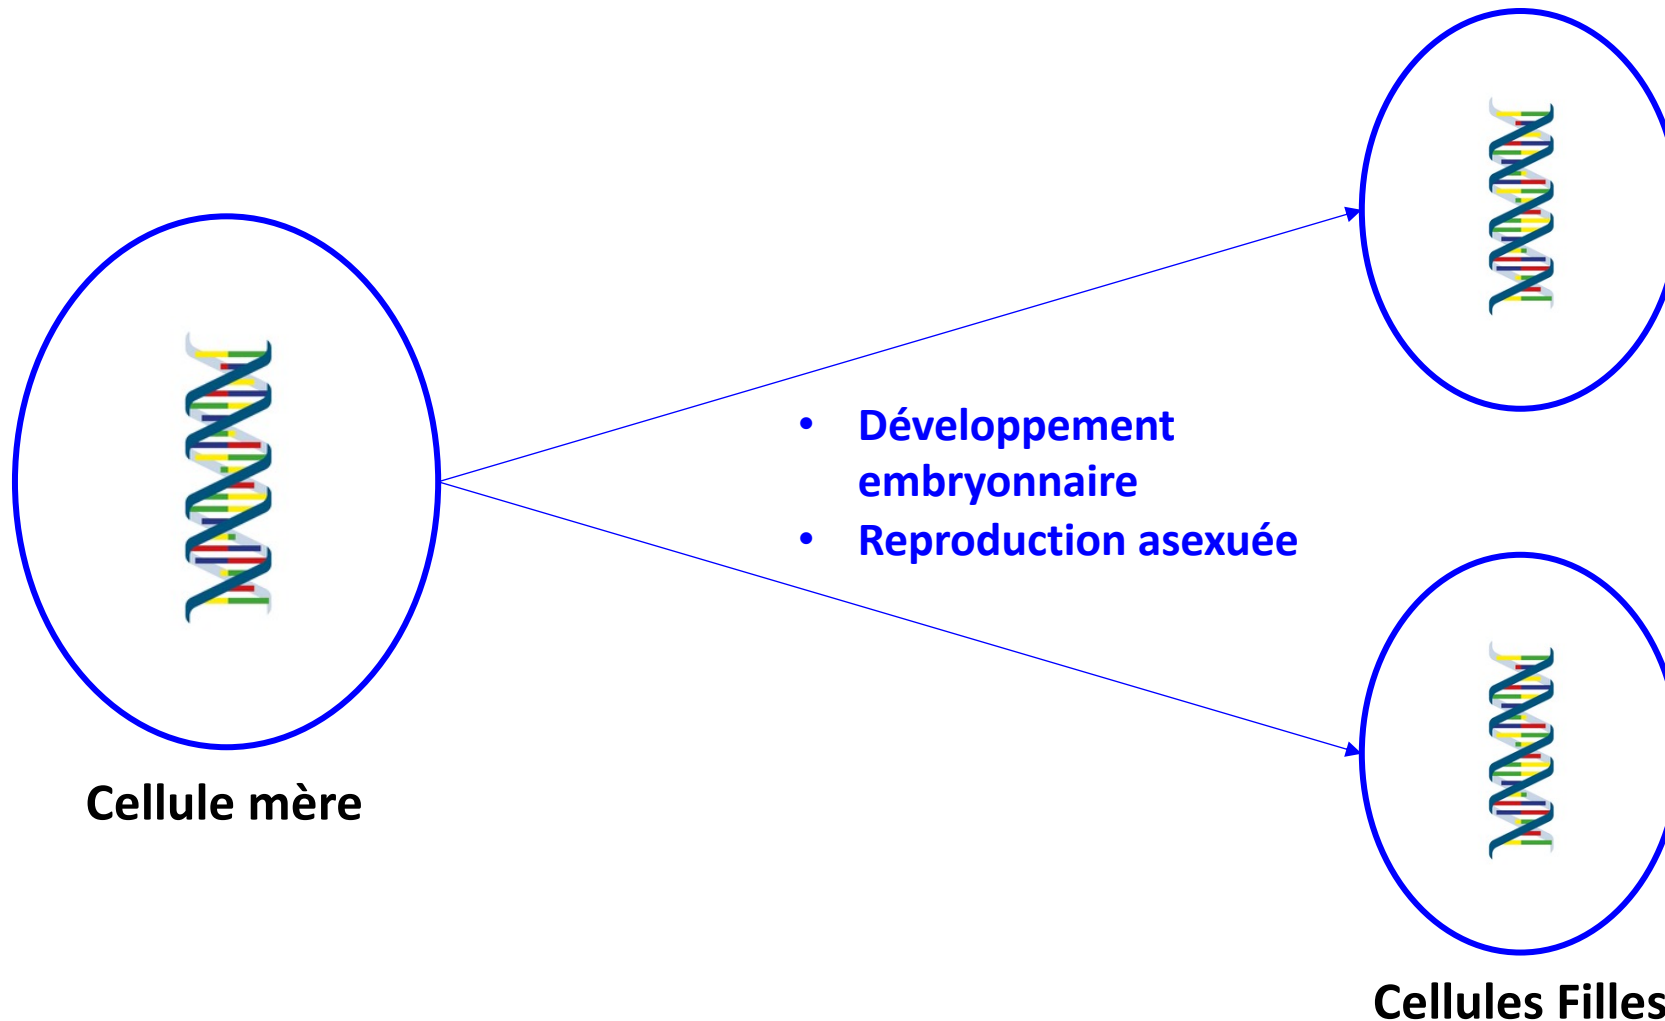 • Développement
embryonnaire
• Reproduction asexuée
Cellule mère
Cellules Filles